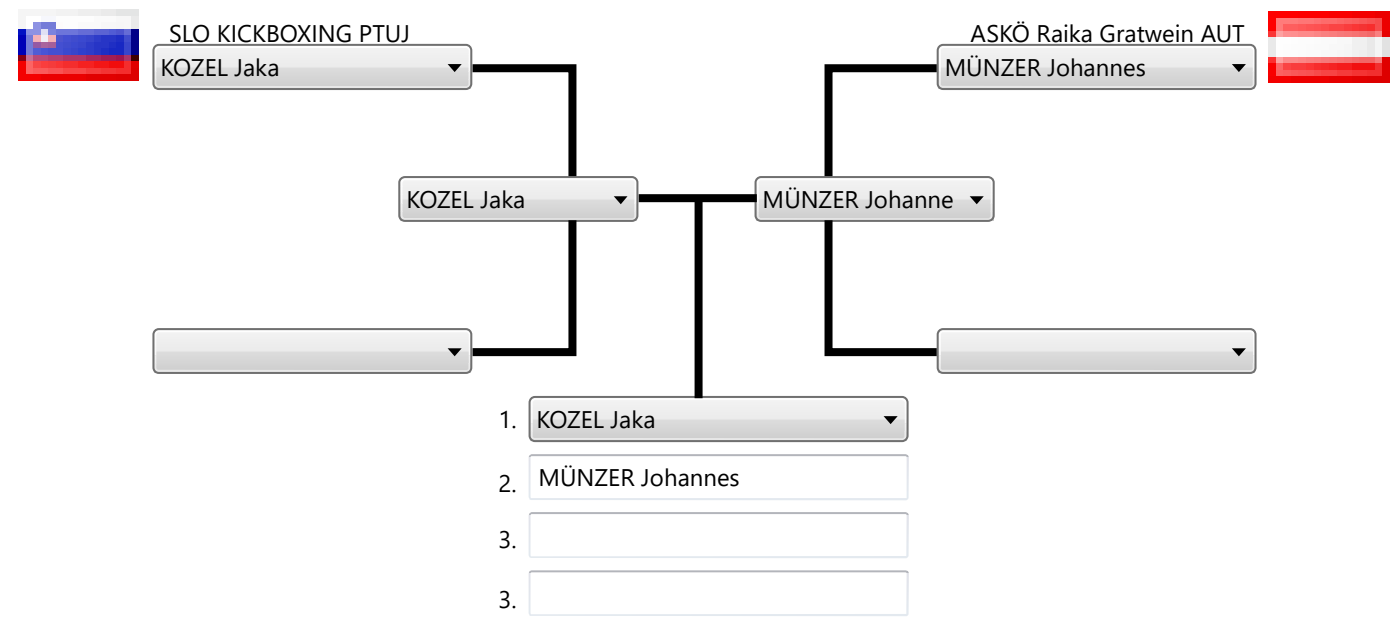 SLO KICKBOXING PTUJ
ASKÖ Raika Gratwein AUT
KOZEL Jaka
MÜNZER Johannes
KOZEL Jaka
MÜNZER Johanne
1. KOZEL Jaka
2. MÜNZER Johannes
3.
3.